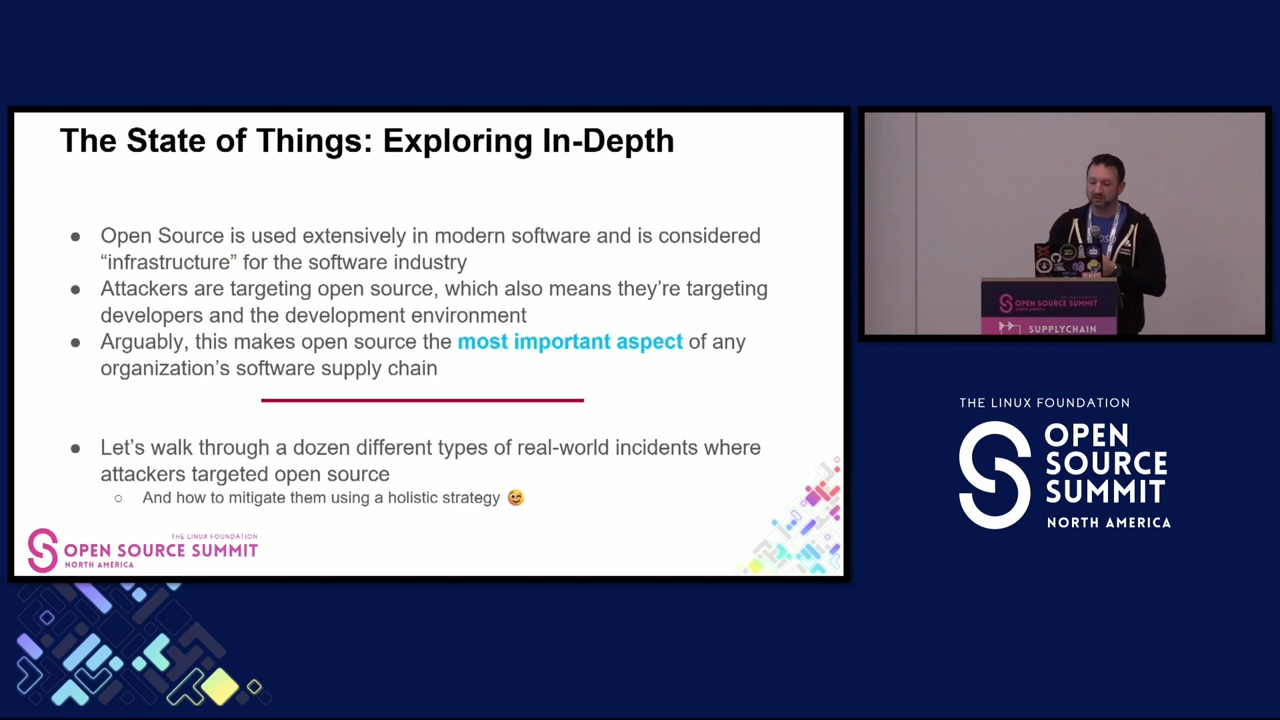 The State of Things: Exploring In-Depth
● Open Source is used extensively in modern software and is considered
“infrastructure” for the software industry
● Attackers are targeting open source, which also means they’re targeting
developers and the development environment
● Arguably, this makes open source the most important aspect of any
organization’s software supply chain
● Let’s walk through a dozen different types of real-world incidents where
attackers targeted open source
○ And how to mitigate them using a holistic strategy 😅
THE LINUX FOUNDATION
OPEN SOURCE SUMMIT
NORTH AMERICA
OPEN SOURCE SUMMIT
NORTH AMERICA
SUPPLYCHAIN
THE LINUX FOUNDATION
OPEN
SOURCE
SUMMIT
NORTH AMERICA